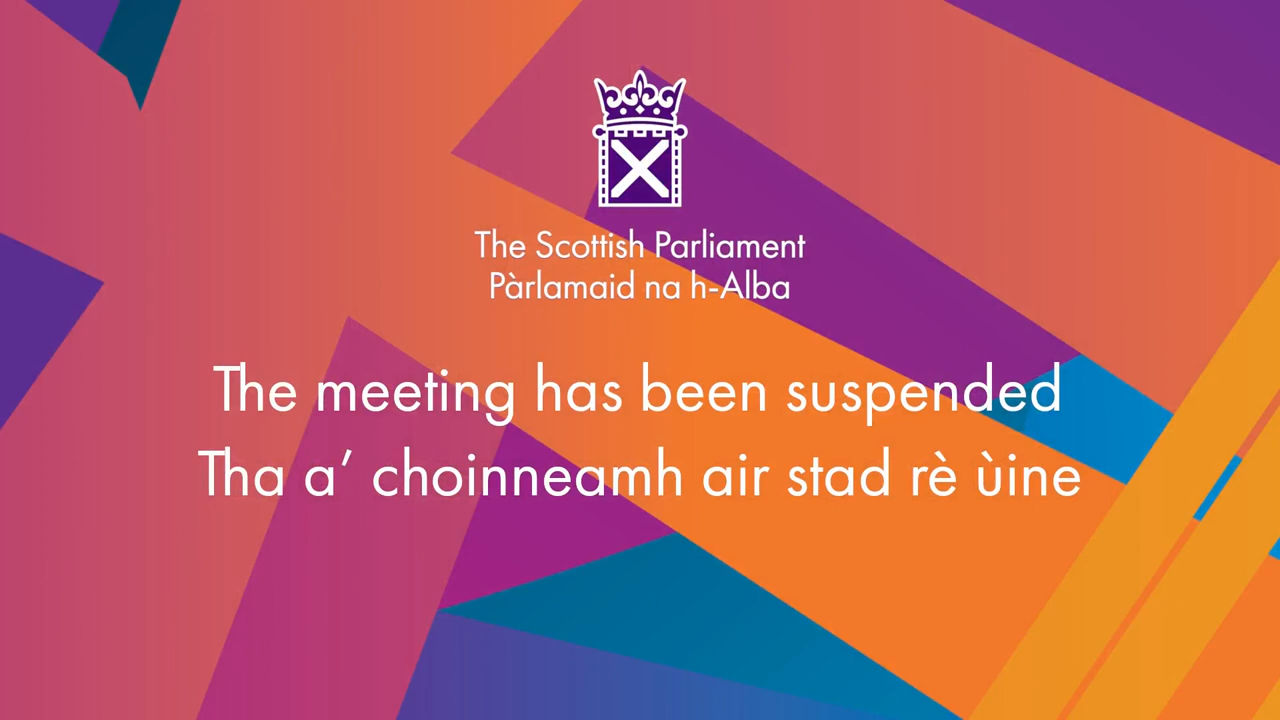 The Scottish Parliament
Pàrlamaid na h-Alba
The meeting has been suspended
Tha a’ choinneamh air stad rè ùine